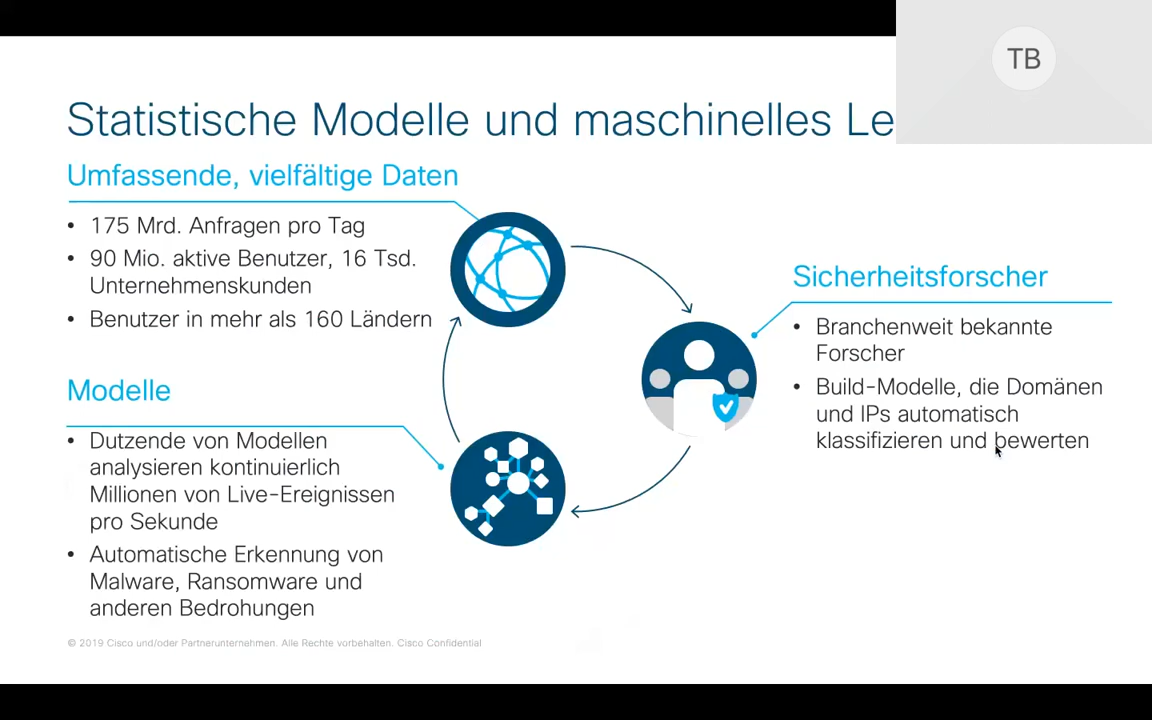 TB
Statistische Modelle und maschinelles Le
Umfassende, vielfältige Daten
• 175 Mrd. Anfragen pro Tag
• 90 Mio. aktive Benutzer, 16 Tsd.
Unternehmenskunden
• Benutzer in mehr als 160 Ländern
Modelle
• Dutzende von Modellen
analysieren kontinuierlich
Millionen von Live-Ereignissen
pro Sekunde
• Automatische Erkennung von
Malware, Ransomware und
anderen Bedrohungen
Sicherheitsforscher
• Branchenweit bekannte
Forscher
• Build-Modelle, die Domänen
und IPs automatisch
klassifizieren und bewerten
© 2019 Cisco und/oder Partnerunternehmen. Alle Rechte vorbehalten. Cisco Confidential